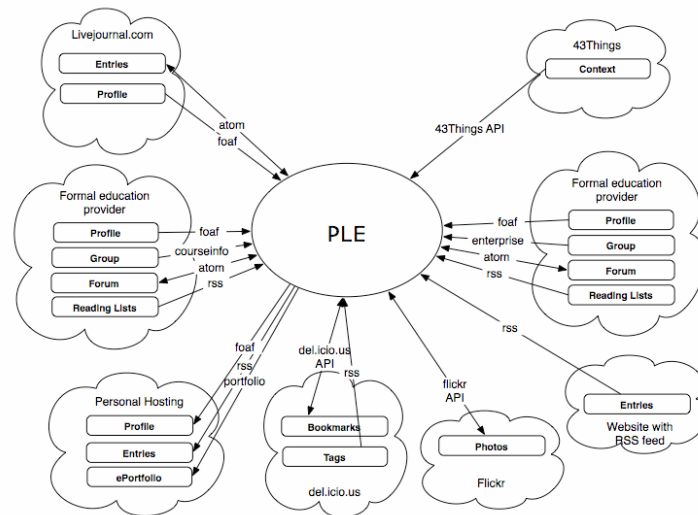 Livejournal.com
Entries
Profile
atom
foaf
43Things
Context
43Things API
Formal education
provider
Profile
Group
Forum
Reading Lists
foaf
courseinfo
atom
rss
PLE
Formal education
provider
Profile
Group
Forum
Reading Lists
foaf
enterprise
atom
rss
foaf
rss
portfolio
Personal Hosting
Profile
Entries
ePortfolio
del.icio.us
API
rss
Bookmarks
Tags
del.icio.us
flickr
API
Photos
Flickr
rss
Entries
Website with
RSS feed